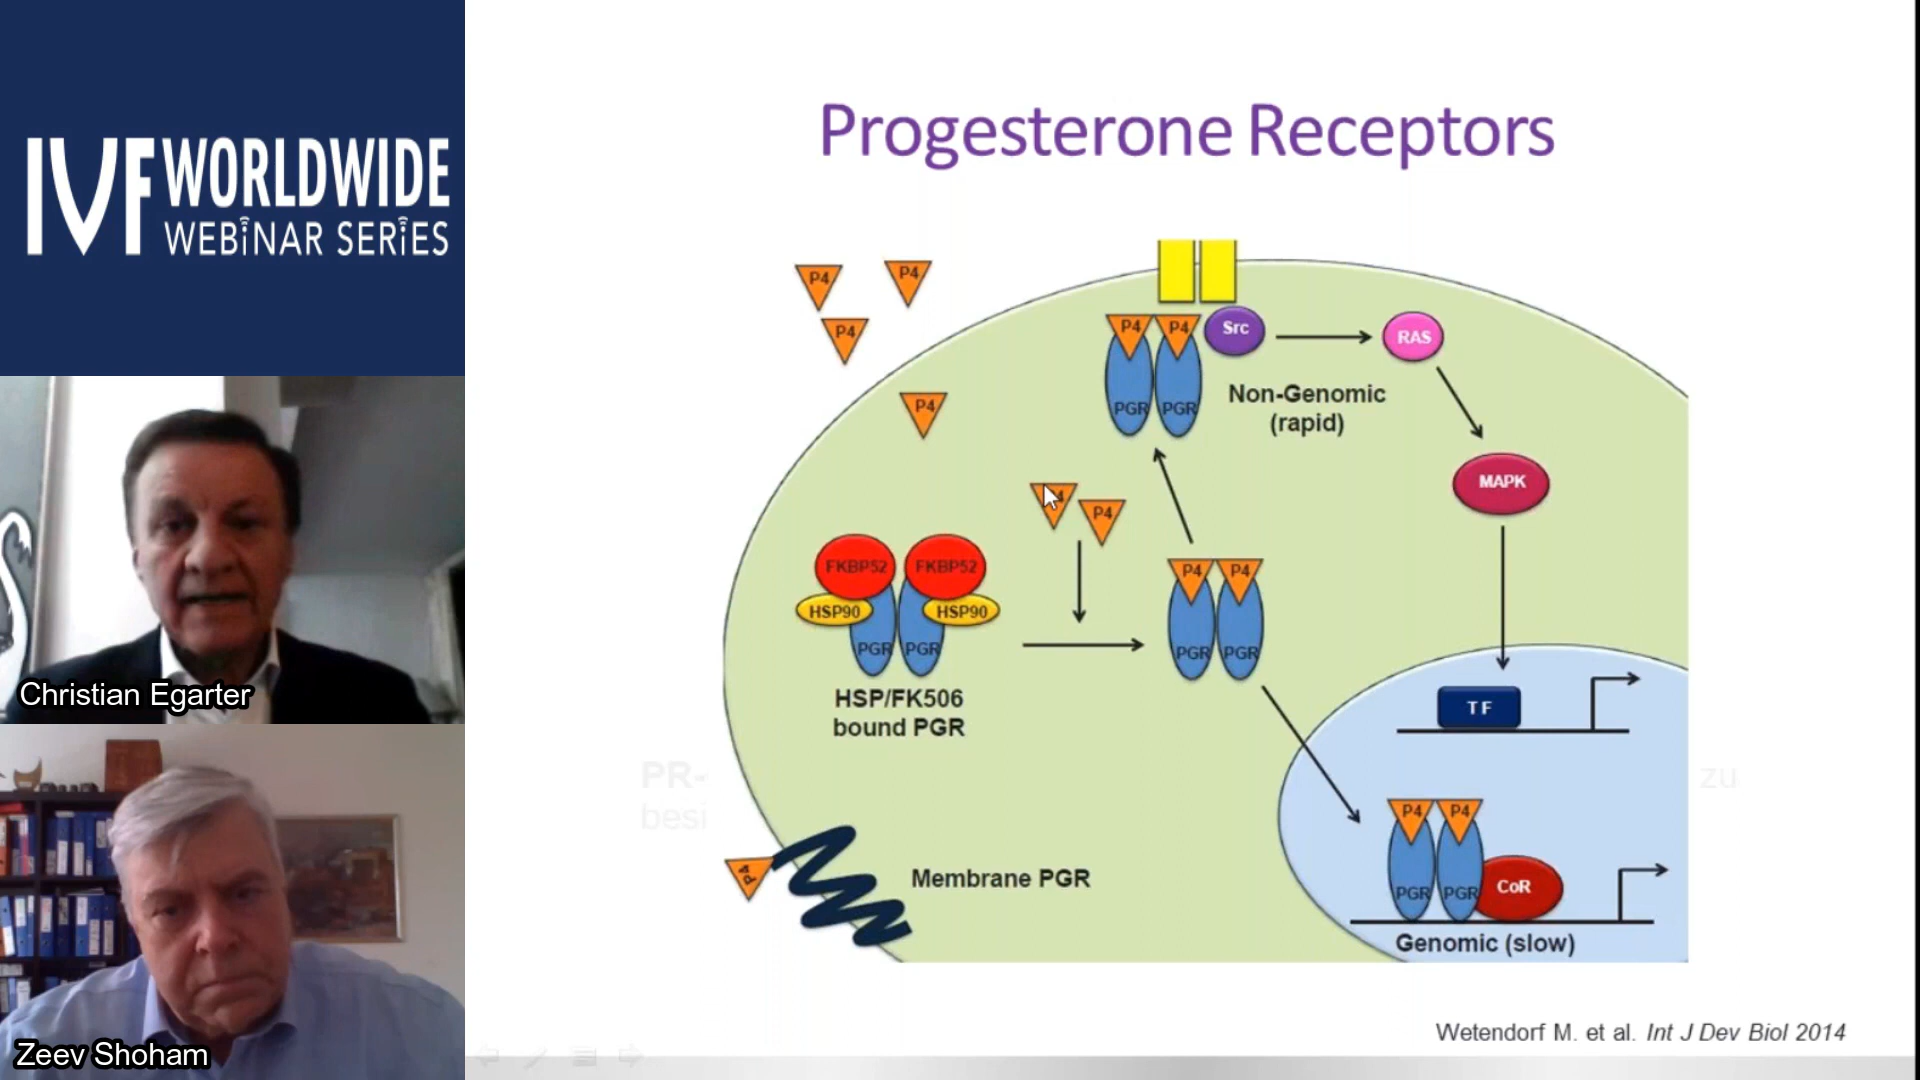 IVF WORLDWIDE
WEBINAR SERIES
Christian Egarter
Zeev Shoham
Progesterone Receptors
P4
P4
P4
P4
P4 P4 Src
RAS
PGR PGR
Non-Genomic
(rapid)
MAPK
P4
FKBP52 FKBP52
HSP90 HSP90
PGR PGR
HSP/FK506
bound PGR
P4 P4
PGR PGR
TF
PR-
besi
zu
P4
Membrane PGR
P4 P4
PGR PGR CoR
Genomic (slow)
Wetendorf M. et al. Int J Dev Biol 2014